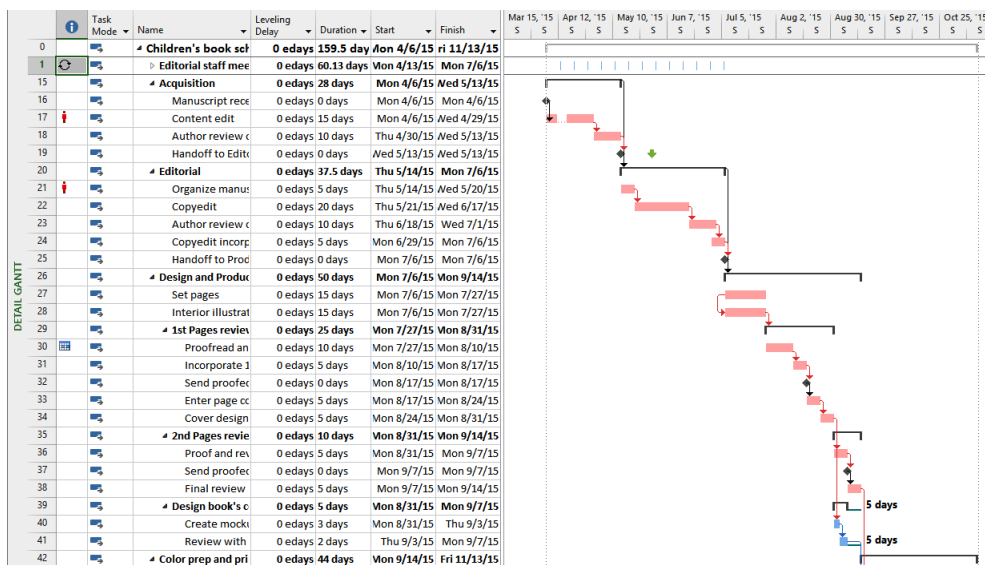 Task Mode Name Leveling Delay Duration Start Finish Mar 15, '15 Apr 12, '15 May 10, '15 Jun 7, '15 Jul 5, '15 Aug 2, '15 Aug 30, '15 Sep 27, '15 Oct 25, '15
S S S S S S S S S S S S S S S S S S
DETAIL GANTT
0 Children's book sch 0 edays 159.5 day Mon 4/6/15 ri 11/13/15
1 Editorial staff mee 0 edays 60.13 days Mon 4/13/15 Mon 7/6/15
15 Acquisition 0 edays 28 days Mon 4/6/15 Wed 5/13/15
16 Manuscript rece 0 edays 0 days Mon 4/6/15 Mon 4/6/15
17 Content edit 0 edays 15 days Mon 4/6/15 Wed 4/29/15
18 Author review o 0 edays 10 days Thu 4/30/15 Wed 5/13/15
19 Handoff to Edito 0 edays 0 days Wed 5/13/15 Wed 5/13/15
20 Editorial 0 edays 37.5 days Thu 5/14/15 Mon 7/6/15
21 Organize manus 0 edays 5 days Thu 5/14/15 Wed 5/20/15
22 Copyedit 0 edays 20 days Thu 5/21/15 Wed 6/17/15
23 Author review o 0 edays 10 days Thu 6/18/15 Wed 7/1/15
24 Copyedit incorp 0 edays 5 days Mon 6/29/15 Mon 7/6/15
25 Handoff to Prod 0 edays 0 days Mon 7/6/15 Mon 7/6/15
26 Design and Produc 0 edays 50 days Mon 7/6/15 Mon 9/14/15
27 Set pages 0 edays 15 days Mon 7/6/15 Mon 7/27/15
28 Interior illustrat 0 edays 15 days Mon 7/6/15 Mon 7/27/15
29 1st Pages review 0 edays 25 days Mon 7/27/15 Mon 8/31/15
30 Proofread an 0 edays 10 days Mon 7/27/15 Mon 8/10/15
31 Incorporate 1 0 edays 5 days Mon 8/10/15 Mon 8/17/15
32 Send proofed 0 edays 0 days Mon 8/17/15 Mon 8/17/15
33 Enter page co 0 edays 5 days Mon 8/17/15 Mon 8/24/15
34 Cover design 0 edays 5 days Mon 8/24/15 Mon 8/31/15
35 2nd Pages revie 0 edays 10 days Mon 8/31/15 Mon 9/14/15
36 Proof and rev 0 edays 5 days Mon 8/31/15 Mon 9/7/15
37 Send proofed 0 edays 0 days Mon 9/7/15 Mon 9/7/15
38 Final review 0 edays 5 days Mon 9/7/15 Mon 9/14/15
39 Design book's c 0 edays 5 days Mon 8/31/15 Mon 9/7/15 5 days
40 Create mocku 0 edays 3 days Mon 8/31/15 Thu 9/3/15
41 Review with 0 edays 2 days Thu 9/3/15 Mon 9/7/15 5 days
42 Color prep and pri 0 edays 44 days Mon 9/14/15 Fri 11/13/15